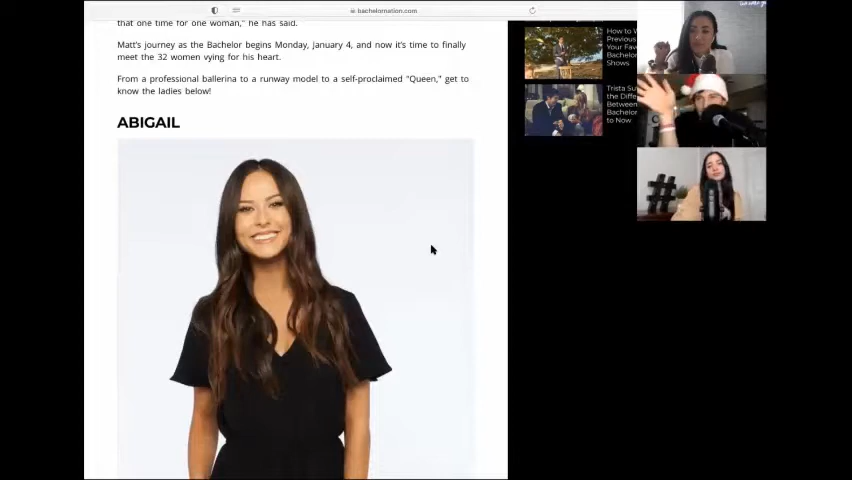 bachelornation.com
that one time for one woman," he has said.
Matt's journey as the Bachelor begins Monday, January 4, and now it's time to finally
meet the 32 women vying for his heart.
From a professional ballerina to a runway model to a self-proclaimed "Queen," get to
know the ladies below!
ABIGAIL
How to
Previous
Your Fav
Bachelor
Shows
Trista Su
the Differ
Between
Bachelor
to Now